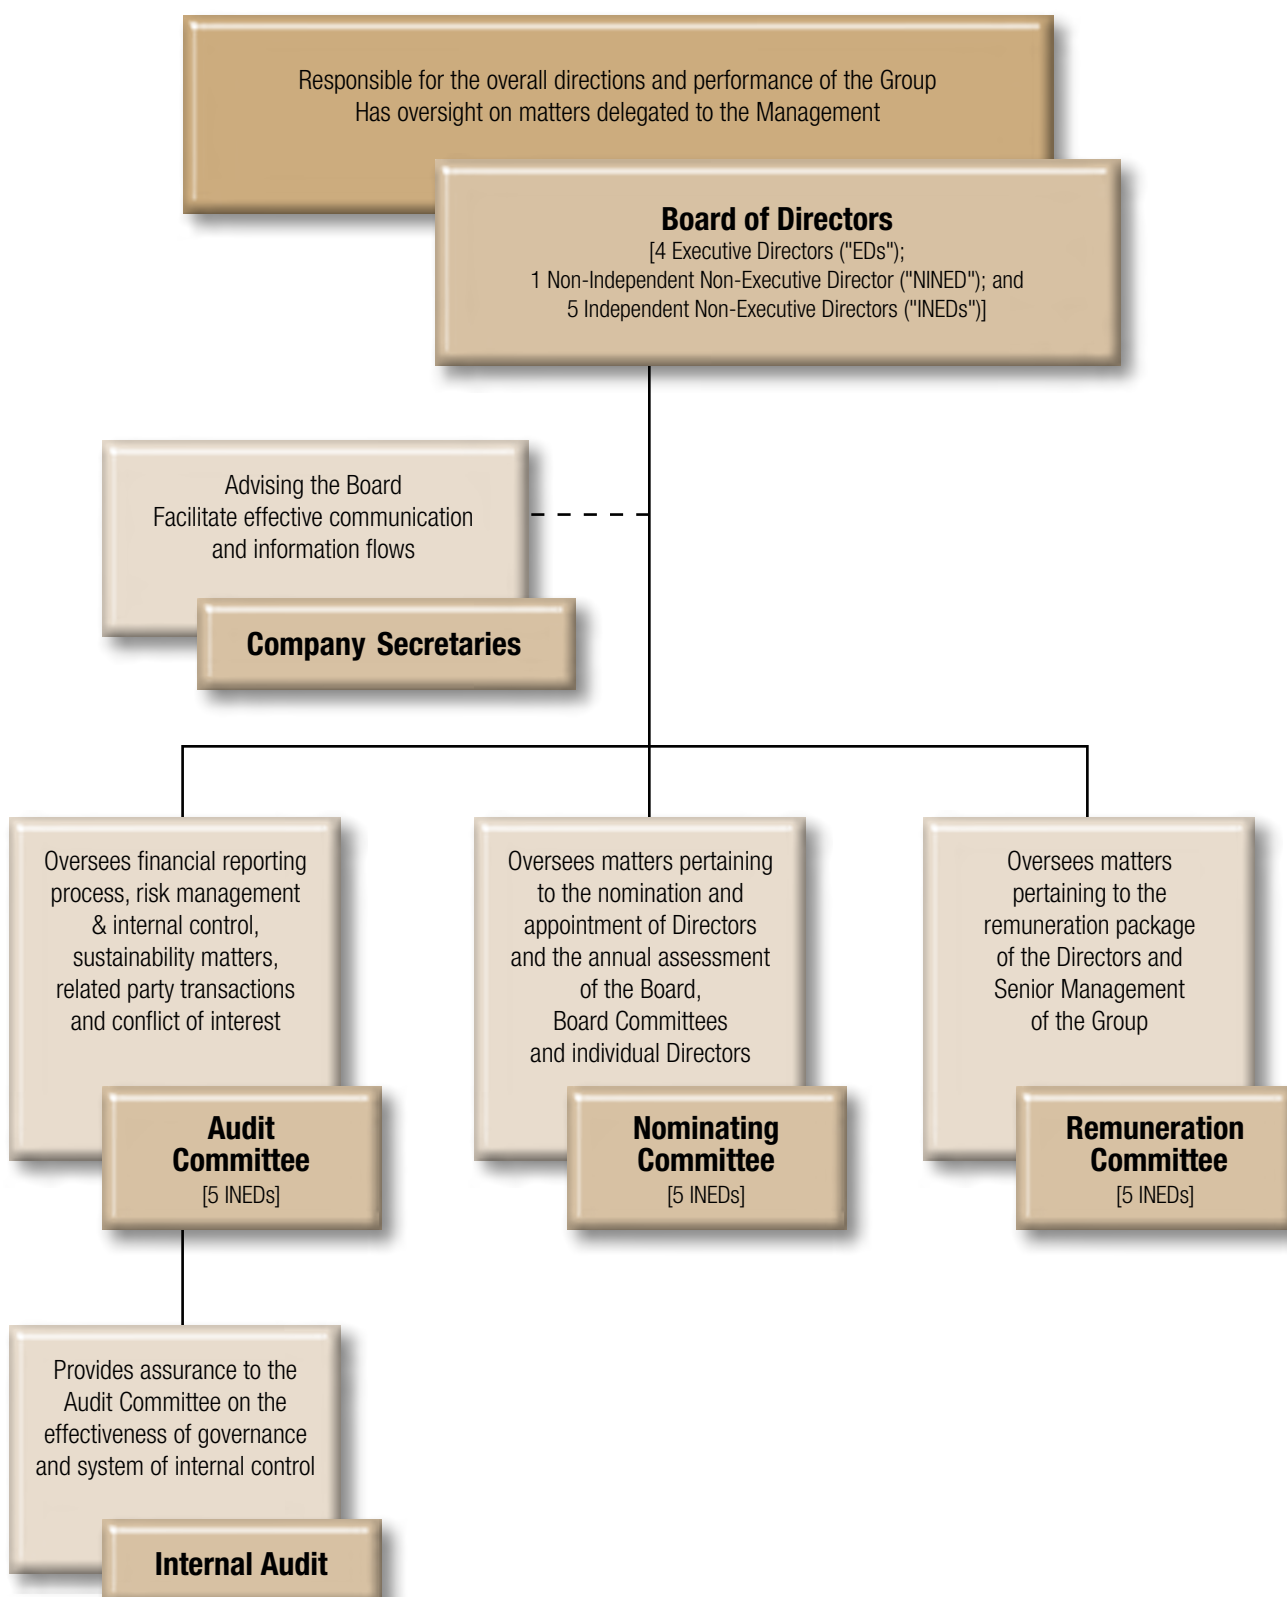 Responsible for the overall directions and performance of the Group
Has oversight on matters delegated to the Management
Board of Directors
[4 Executive Directors ("EDs");
1 Non-Independent Non-Executive Director ("NINED"); and
5 Independent Non-Executive Directors ("INEDs")]
Advising the Board
Facilitate effective communication
and information flows
Company Secretaries
Oversees financial reporting
process, risk management
& internal control,
sustainability matters,
related party transactions
and conflict of interest
Audit
Committee
[5 INEDs]
Oversees matters pertaining
to the nomination and
appointment of Directors
and the annual assessment
of the Board,
Board Committees
and individual Directors
Nominating
Committee
[5 INEDs]
Oversees matters
pertaining to the
remuneration package
of the Directors and
Senior Management
of the Group
Remuneration
Committee
[5 INEDs]
Provides assurance to the
Audit Committee on the
effectiveness of governance
and system of internal control
Internal Audit